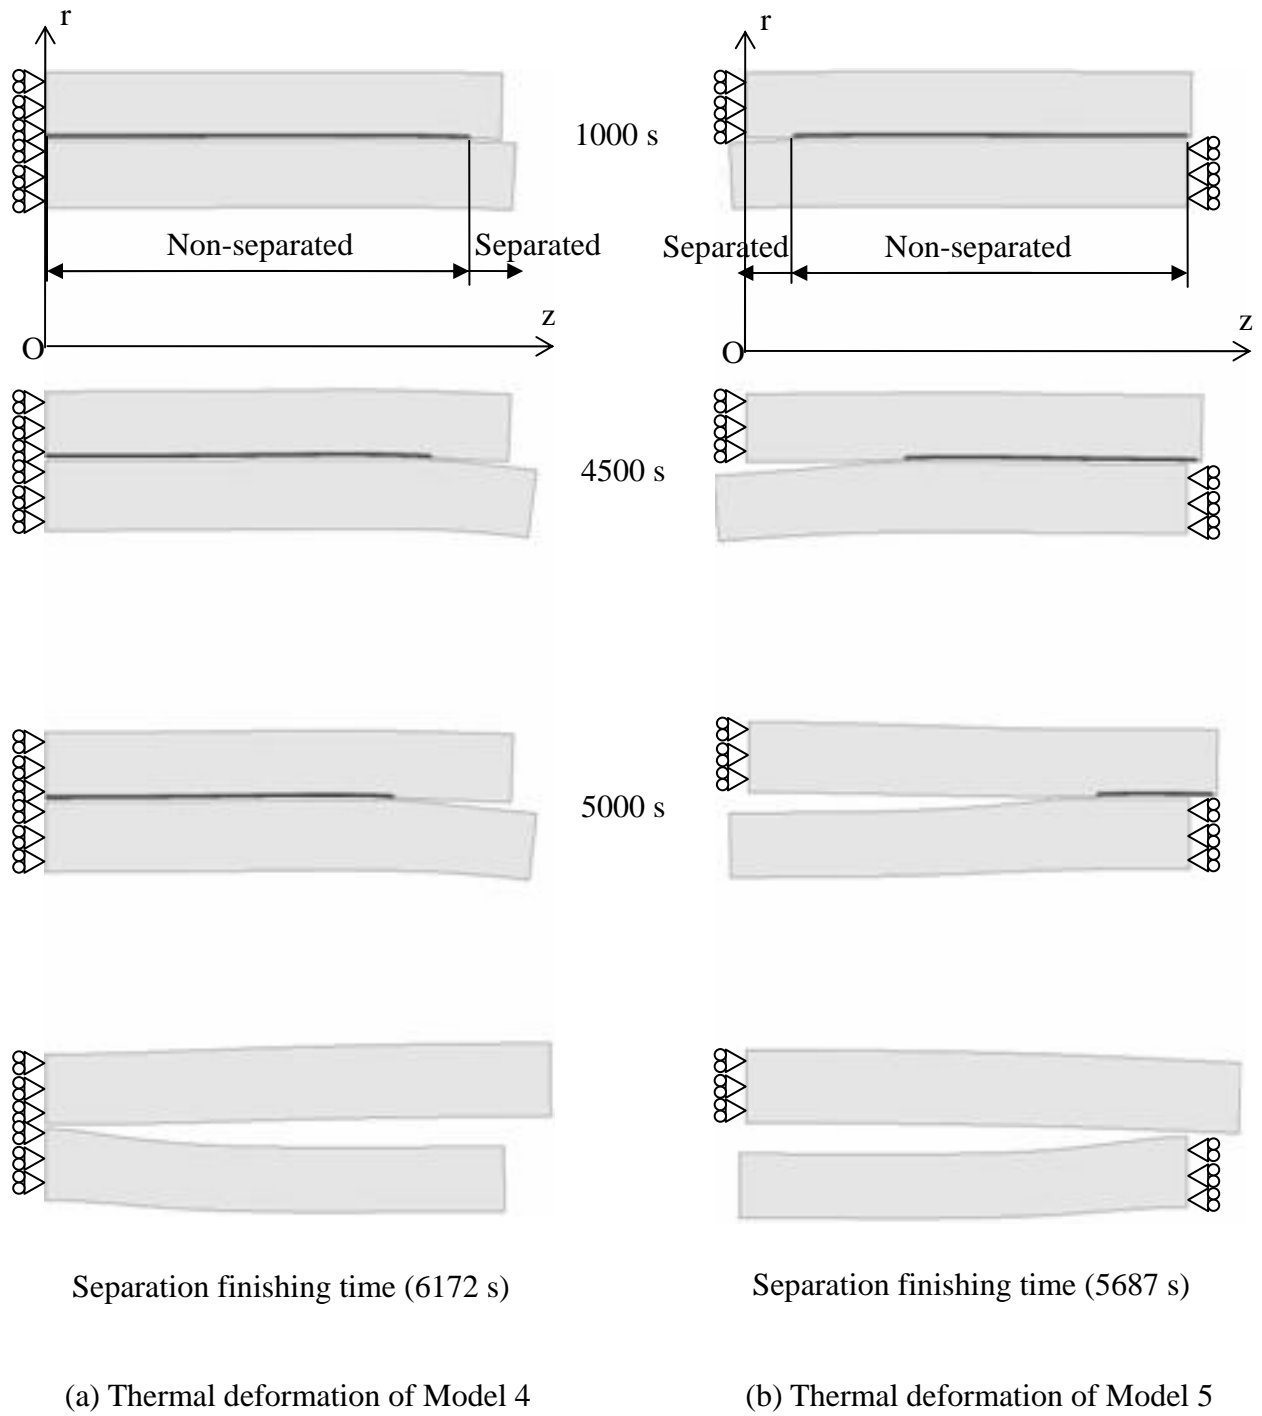 r
r
1000 s
Non-separated
Separated
Separated
Non-separated
z
z
O
O
4500 s
5000 s
Separation finishing time (6172 s)
Separation finishing time (5687 s)
(a) Thermal deformation of Model 4
(b) Thermal deformation of Model 5